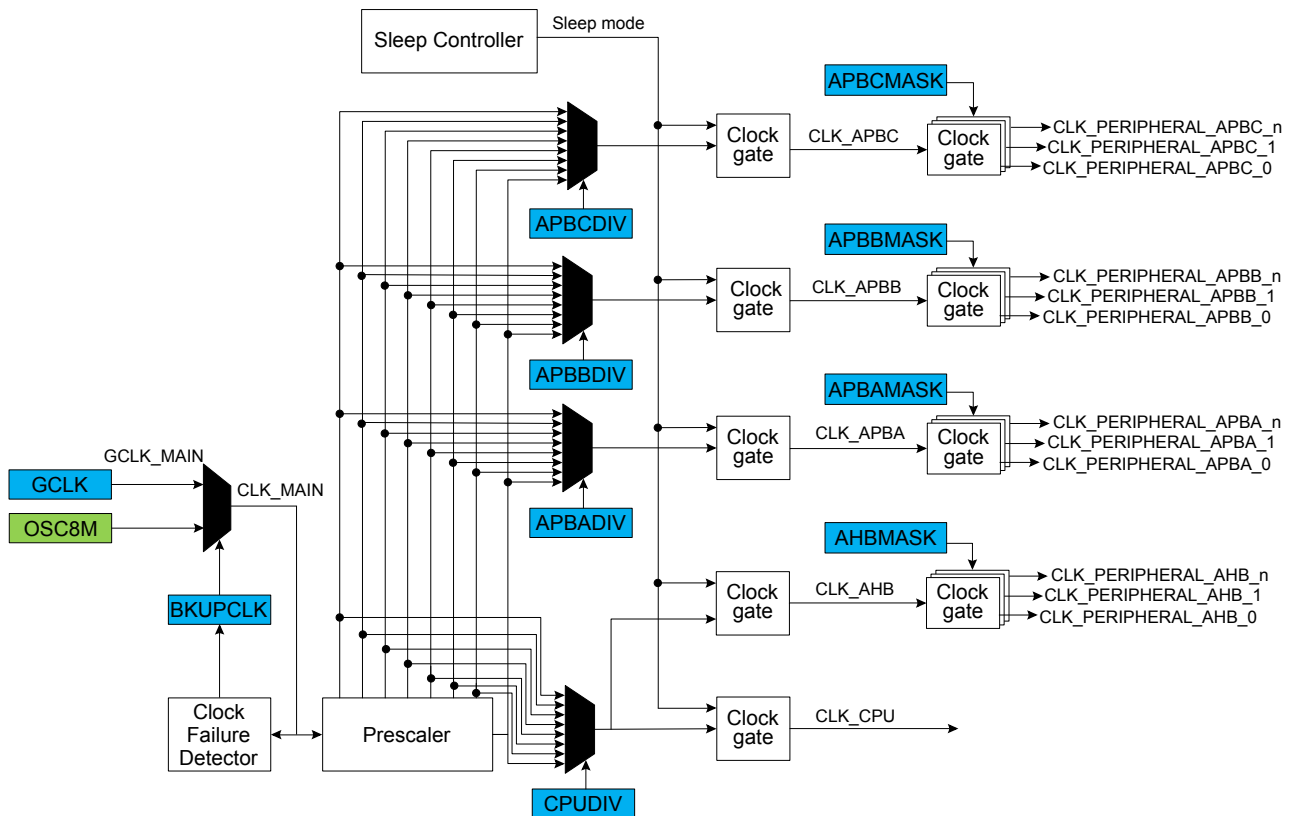 Sleep mode
Sleep Controller
APBCMASK
Clock
gate
CLK_APBC
Clock
gate
CLK_PERIPHERAL_APBC_n
CLK_PERIPHERAL_APBC_1
CLK_PERIPHERAL_APBC_0
APBCDIV
APBBMASK
Clock
gate
CLK_APBB
Clock
gate
CLK_PERIPHERAL_APBB_n
CLK_PERIPHERAL_APBB_1
CLK_PERIPHERAL_APBB_0
APBBDIV
APBAMASK
Clock
gate
CLK_APBA
Clock
gate
CLK_PERIPHERAL_APBA_n
CLK_PERIPHERAL_APBA_1
CLK_PERIPHERAL_APBA_0
GCLK_MAIN
GCLK
CLK_MAIN
OSC8M
APBADIV
AHBMASK
Clock
gate
CLK_AHB
Clock
gate
CLK_PERIPHERAL_AHB_n
CLK_PERIPHERAL_AHB_1
CLK_PERIPHERAL_AHB_0
BKUPCLK
Clock
Failure
Detector
Prescaler
Clock
gate
CLK_CPU
CPUDIV